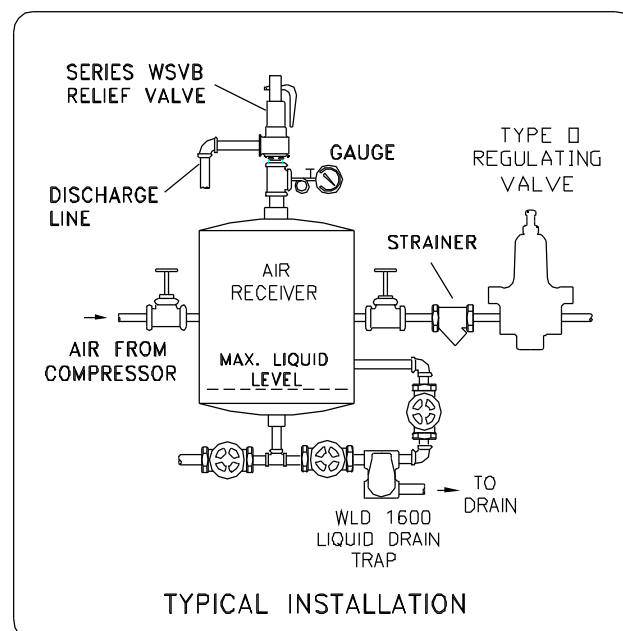 SERIES WSVB
RELIEF VALVE
GAUGE
TYPE D
REGULATING
VALVE
DISCHARGE
LINE
STRAINER
AIR
RECEIVER
AIR FROM
COMPRESSOR
MAX. LIQUID
LEVEL
TO
DRAIN
WLD 1600
LIQUID DRAIN
TRAP
TYPICAL INSTALLATION